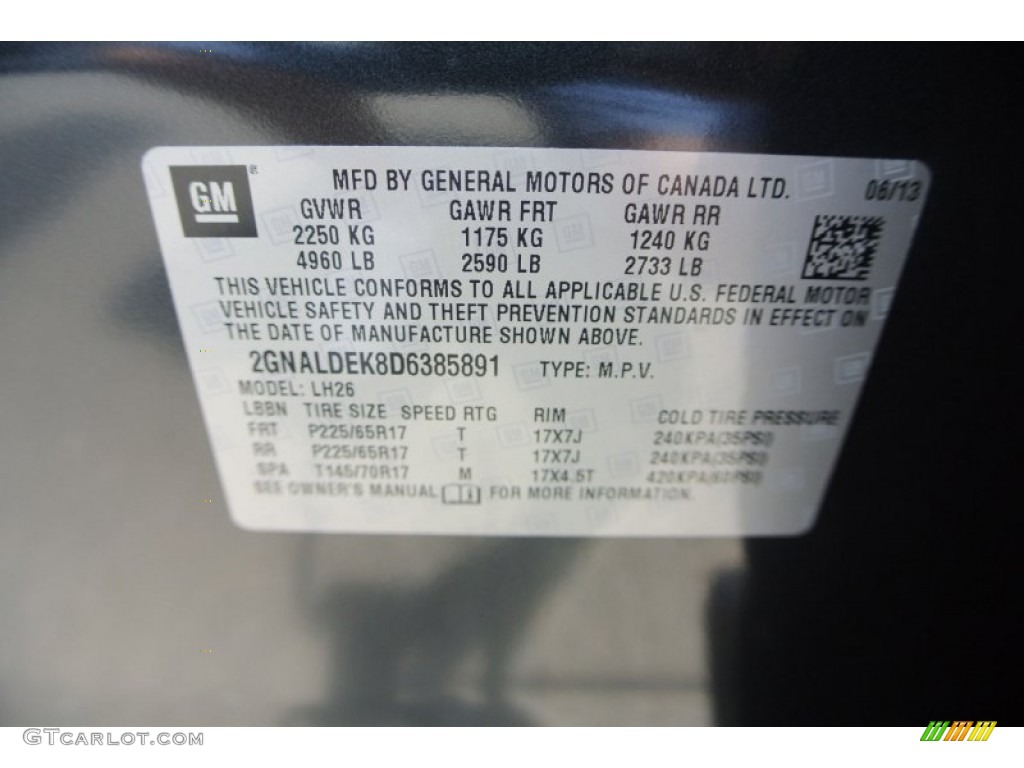 GM ® MFD BY GENERAL MOTORS OF CANADA LTD. 06/13
GVWR GAWR FRT GAWR RR
2250 KG 1175 KG 1240 KG
4960 LB 2590 LB 2733 LB
THIS VEHICLE CONFORMS TO ALL APPLICABLE U.S. FEDERAL MOTOR
VEHICLE SAFETY AND THEFT PREVENTION STANDARDS IN EFFECT ON
THE DATE OF MANUFACTURE SHOWN ABOVE.
2GNALDEK8D6385891 TYPE: M.P.V.
MODEL: LH26
LBBN TIRE SIZE SPEED RTG RIM COLD TIRE PRESSURE
FRT P225/65R17 T 17X7J 240KPA(35PSI)
RR P225/65R17 T 17X7J 240KPA(35PSI)
SPA T145/70R17 M 17X4.5T 420KPA(60PSI)
SEE OWNER'S MANUAL FOR MORE INFORMATION.
GTCarLot.com